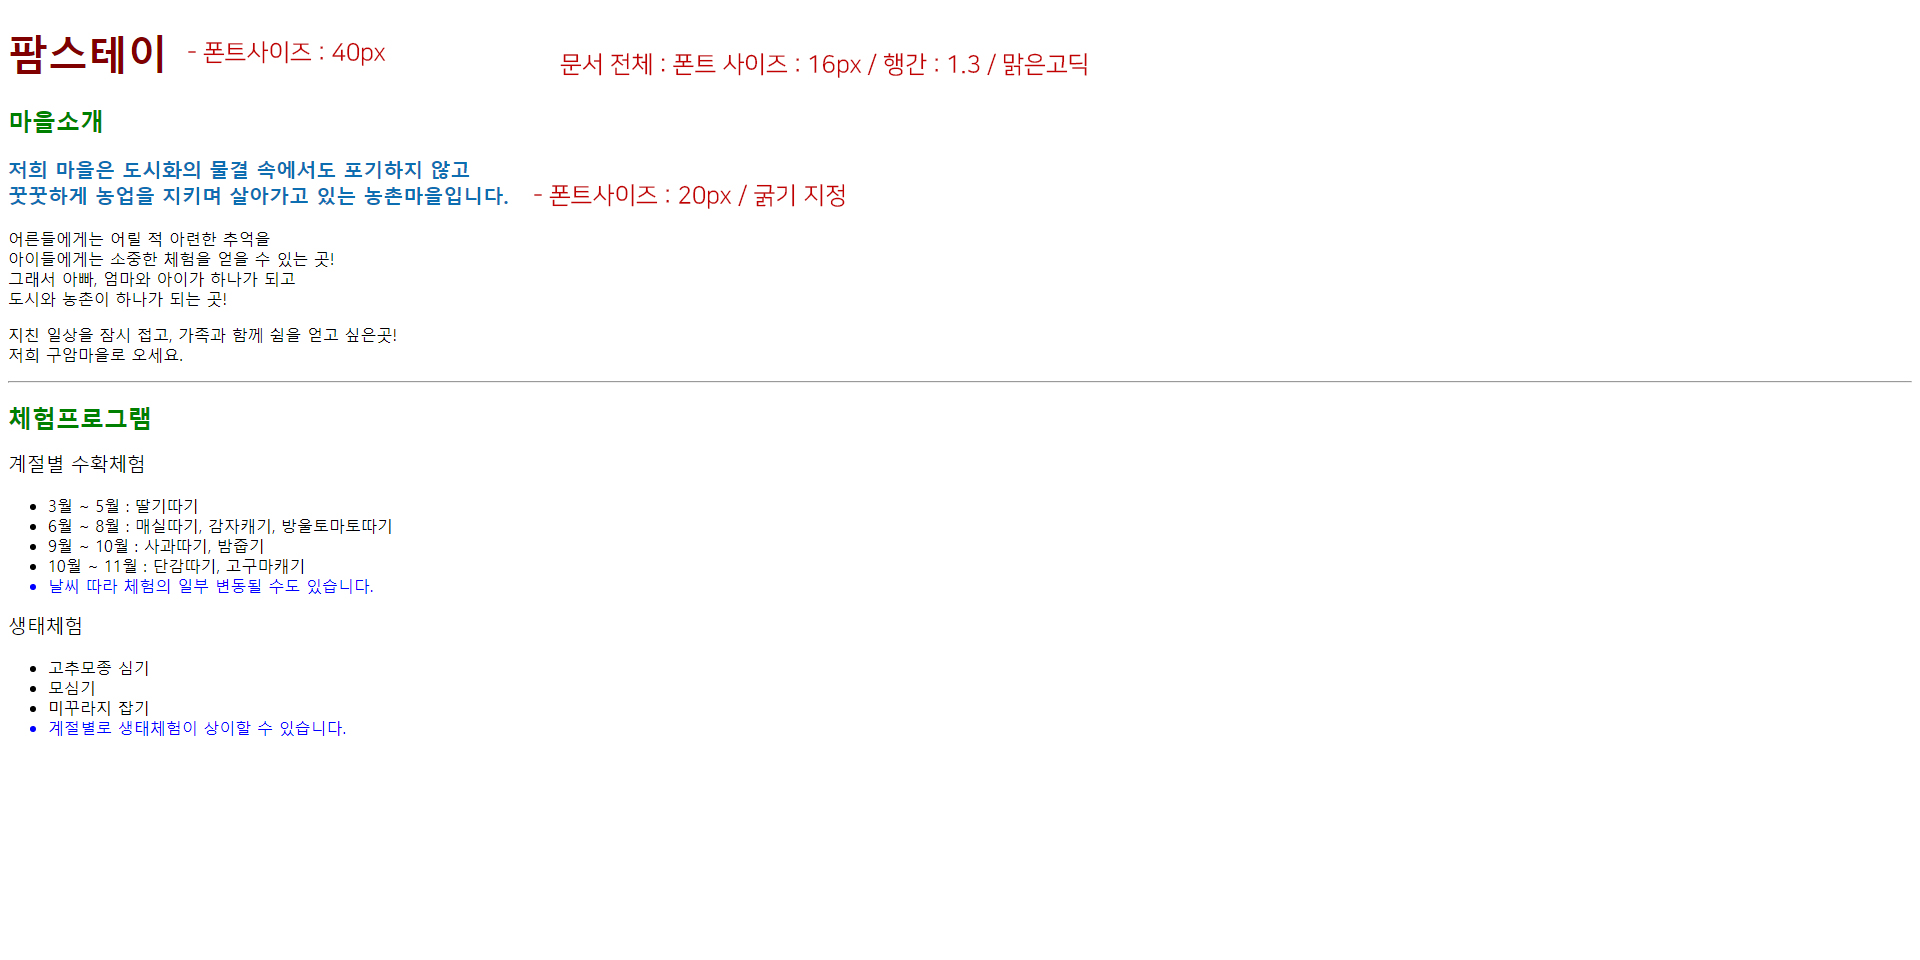 팜스테이 - 폰트사이즈 : 40px
문서 전체 : 폰트 사이즈 : 16px / 행간 : 1.3 / 맑은고딕
마을소개
저희 마을은 도시화의 물결 속에서도 포기하지 않고
꿋꿋하게 농업을 지키며 살아가고 있는 농촌마을입니다. - 폰트사이즈 : 20px / 굵기 지정
어른들에게는 어릴 적 아련한 추억을
아이들에게는 소중한 체험을 얻을 수 있는 곳!
그래서 아빠, 엄마와 아이가 하나가 되고
도시와 농촌이 하나가 되는 곳!
지친 일상을 잠시 접고, 가족과 함께 쉼을 얻고 싶은곳!
저희 구암마을로 오세요.
체험프로그램
계절별 수확체험
• 3월 ~ 5월 : 딸기따기
• 6월 ~ 8월 : 매실따기, 감자캐기, 방울토마토따기
• 9월 ~ 10월 : 사과따기, 밤줍기
• 10월 ~ 11월 : 단감따기, 고구마캐기
• 날씨 따라 체험의 일부 변동될 수도 있습니다.
생태체험
• 고추모종 심기
• 모심기
• 미꾸라지 잡기
• 계절별로 생태체험이 상이할 수 있습니다.